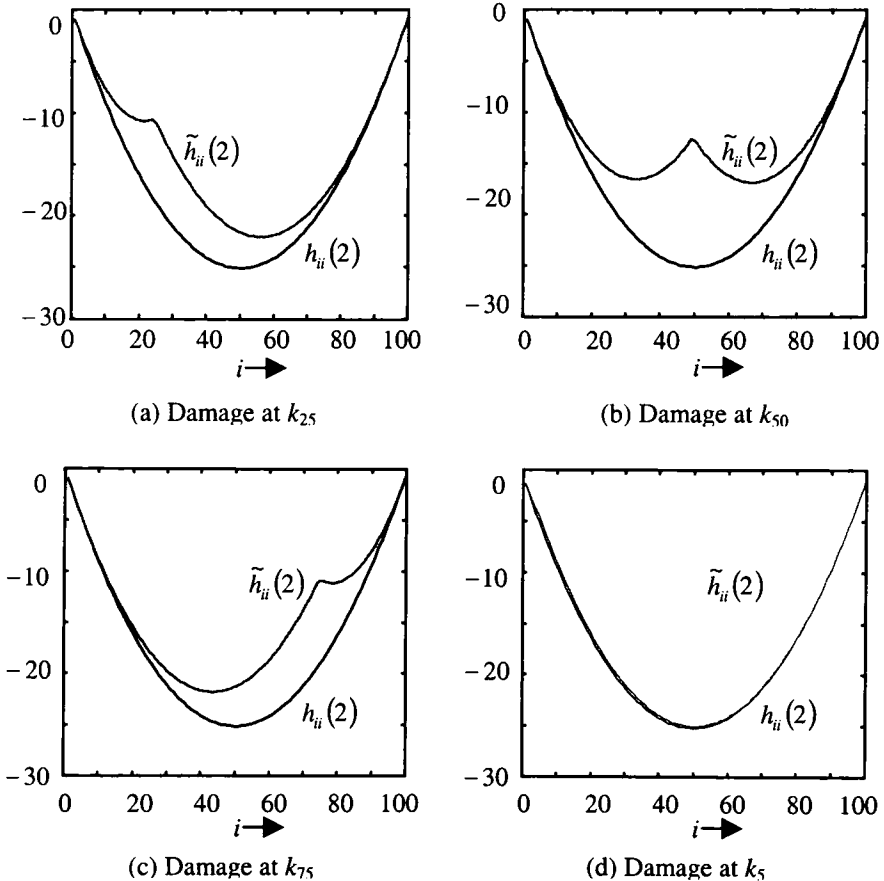 0
−10
−20
−30
h̃ᵢᵢ(2)
hᵢᵢ(2)
0 20 40 60 80 100
i→
(a) Damage at k₂₅
0
−10
−20
−30
h̃ᵢᵢ(2)
hᵢᵢ(2)
0 20 40 60 80 100
i→
(b) Damage at k₅₀
0
−10
−20
−30
h̃ᵢᵢ(2)
hᵢᵢ(2)
0 20 40 60 80 100
i→
(c) Damage at k₇₅
0
−10
−20
−30
h̃ᵢᵢ(2)
hᵢᵢ(2)
0 20 40 60 80 100
i→
(d) Damage at k₅